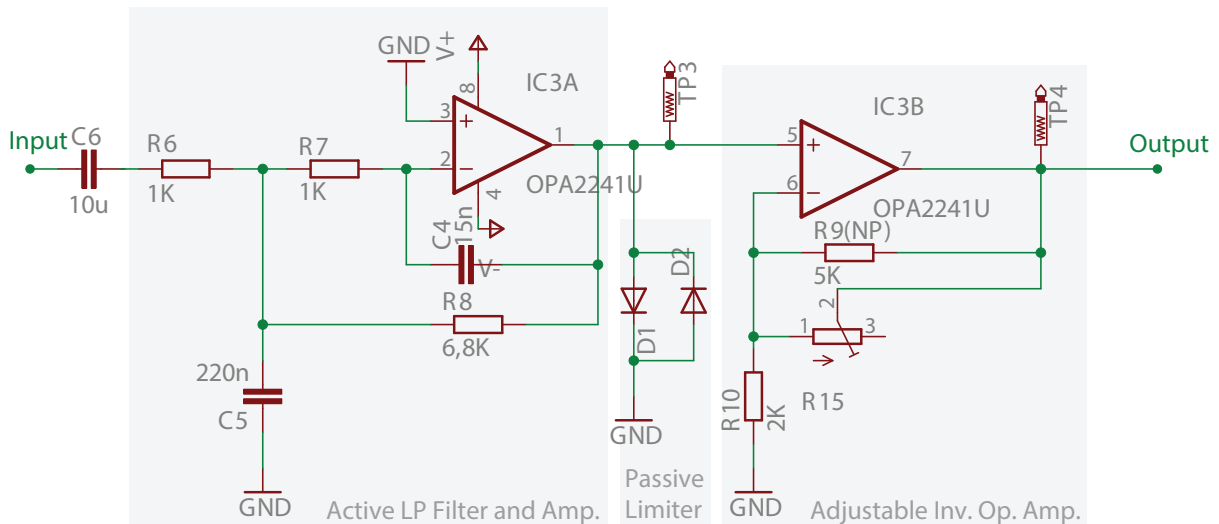 Input
C6
10u
R6
1K
R7
1K
GND
V+
8
3
2
1
4
IC3A
OPA2241U
C4
15n
V-
R8
6,8K
220n
C5
GND
Active LP Filter and Amp.
TP3
D1
D2
GND
Passive
Limiter
5
6
7
IC3B
OPA2241U
TP4
Output
R9(NP)
5K
2
1
3
R15
R10
2K
GND
Adjustable Inv. Op. Amp.